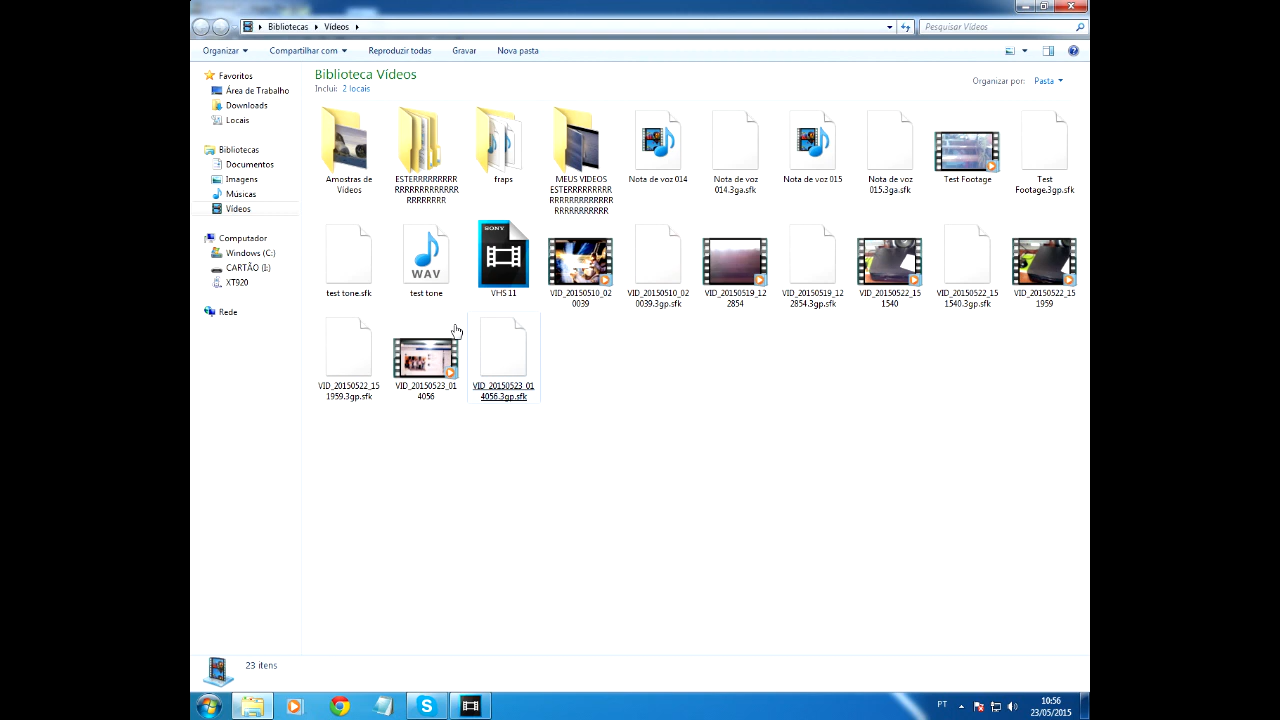 Bibliotecas Vídeos
Pesquisar Vídeos
Organizar Compartilhar com Reproduzir todas Gravar Nova pasta
Favoritos
Área de Trabalho
Downloads
Locais
Bibliotecas
Documentos
Imagens
Músicas
Vídeos
Computador
Windows (C:)
CARTÃO (I:)
XT920
Rede
Biblioteca Vídeos
Inclui: 2 locais
Organizar por: Pasta
Amostras de
Vídeos
ESTERRRRRRRR
RRRRRRRRRRRRR
RRRRRRRR
fraps
MEUS VIDEOS
ESTERRRRRRRR
RRRRRRRRRRRRR
RRRRRRRRRRR
Nota de voz 014
Nota de voz
014.3ga.sfk
Nota de voz 015
Nota de voz
015.3ga.sfk
Test Footage
Test
Footage.3gp.sfk
test tone.sfk
WAV
test tone
SONY
VHS 11
VID_20150510_02
0039
VID_20150510_02
0039.3gp.sfk
VID_20150519_12
2854
VID_20150519_12
2854.3gp.sfk
VID_20150522_15
1540
VID_20150522_15
1540.3gp.sfk
VID_20150522_15
1959
VID_20150522_15
1959.3gp.sfk
VID_20150523_01
4056
VID_20150523_01
4056.3gp.sfk
23 itens
PT
10:56
23/05/2015